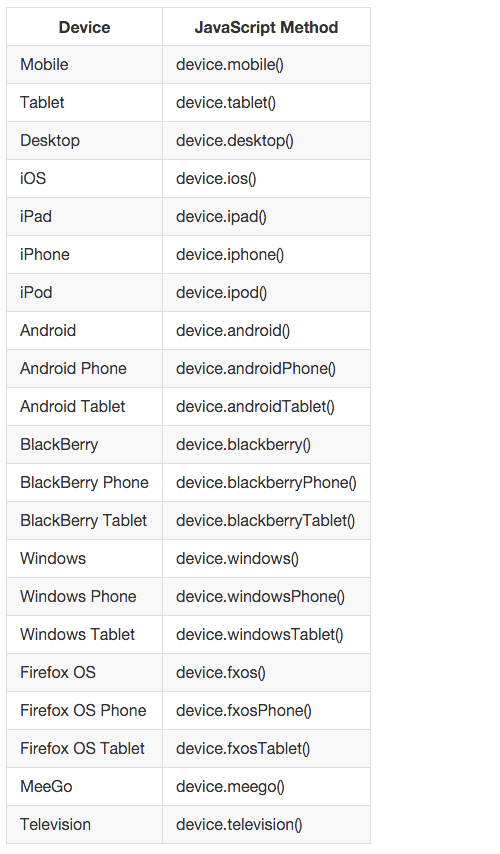 Device JavaScript Method
Mobile device.mobile()
Tablet device.tablet()
Desktop device.desktop()
iOS device.ios()
iPad device.ipad()
iPhone device.iphone()
iPod device.ipod()
Android device.android()
Android Phone device.androidPhone()
Android Tablet device.androidTablet()
BlackBerry device.blackberry()
BlackBerry Phone device.blackberryPhone()
BlackBerry Tablet device.blackberryTablet()
Windows device.windows()
Windows Phone device.windowsPhone()
Windows Tablet device.windowsTablet()
Firefox OS device.fxos()
Firefox OS Phone device.fxosPhone()
Firefox OS Tablet device.fxosTablet()
MeeGo device.meego()
Television device.television()